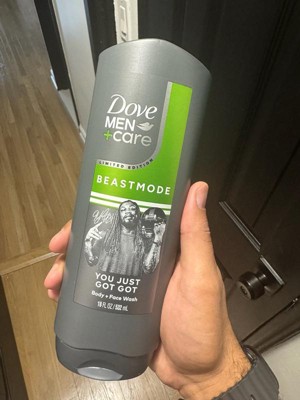 Dove
MEN
+care
LIMITED EDITION
BEASTMODE
YOU JUST
GOT GOT
Body + Face Wash
18 FL OZ / 532 mL